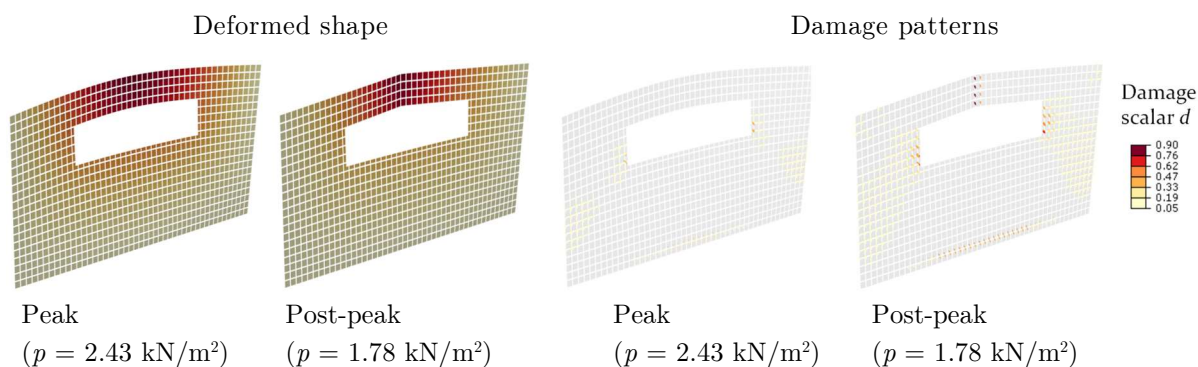 Deformed shape
Damage patterns
Damage
scalar d
0.90
0.76
0.62
0.47
0.33
0.19
0.05
Peak
(p = 2.43 kN/m²)
Post-peak
(p = 1.78 kN/m²)
Peak
(p = 2.43 kN/m²)
Post-peak
(p = 1.78 kN/m²)